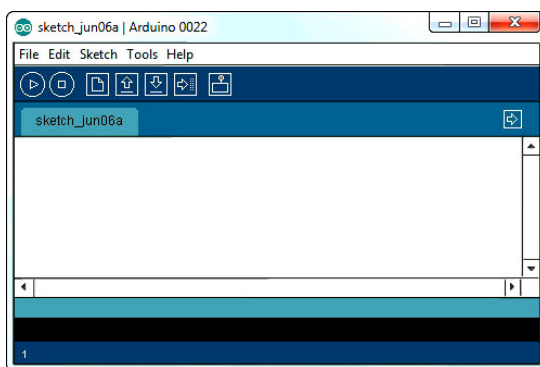 sketch_jun06a | Arduino 0022
File Edit Sketch Tools Help
sketch_jun06a
1